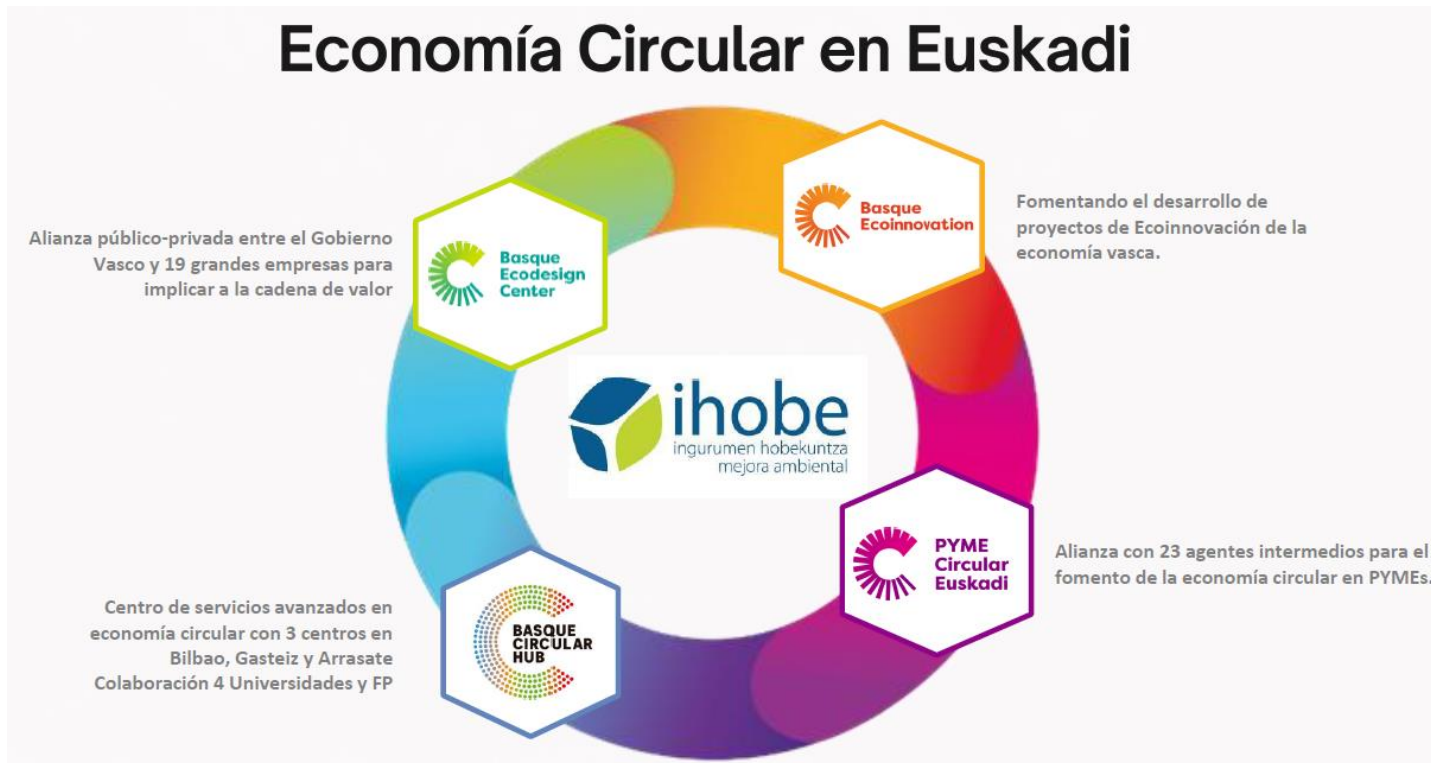 Economía Circular en Euskadi
Alianza público-privada entre el Gobierno
Vasco y 19 grandes empresas para
implicar a la cadena de valor
Basque
Ecodesign
Center
Basque
Ecoinnovation
Fomentando el desarrollo de
proyectos de Ecoinnovación de la
economía vasca.
ihobe
ingurumen hobekuntza
mejora ambiental
Centro de servicios avanzados en
economía circular con 3 centros en
Bilbao, Gasteiz y Arrasate
Colaboración 4 Universidades y FP
BASQUE
CIRCULAR
HUB
PYME
Circular
Euskadi
Alianza con 23 agentes intermedios para el
fomento de la economía circular en PYMEs.